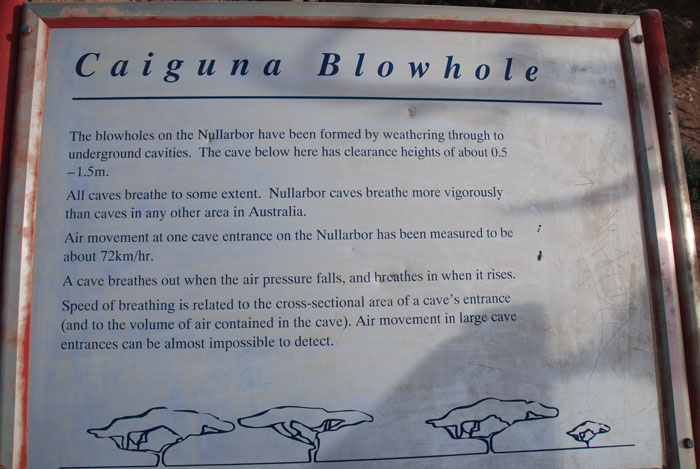 Caiguna Blowhole
The blowholes on the Nullarbor have been formed by weathering through to
underground cavities. The cave below here has clearance heights of about 0.5
–1.5m.
All caves breathe to some extent. Nullarbor caves breathe more vigorously
than caves in any other area in Australia.
Air movement at one cave entrance on the Nullarbor has been measured to be
about 72km/hr.
A cave breathes out when the air pressure falls, and breathes in when it rises.
Speed of breathing is related to the cross-sectional area of a cave's entrance
(and to the volume of air contained in the cave). Air movement in large cave
entrances can be almost impossible to detect.